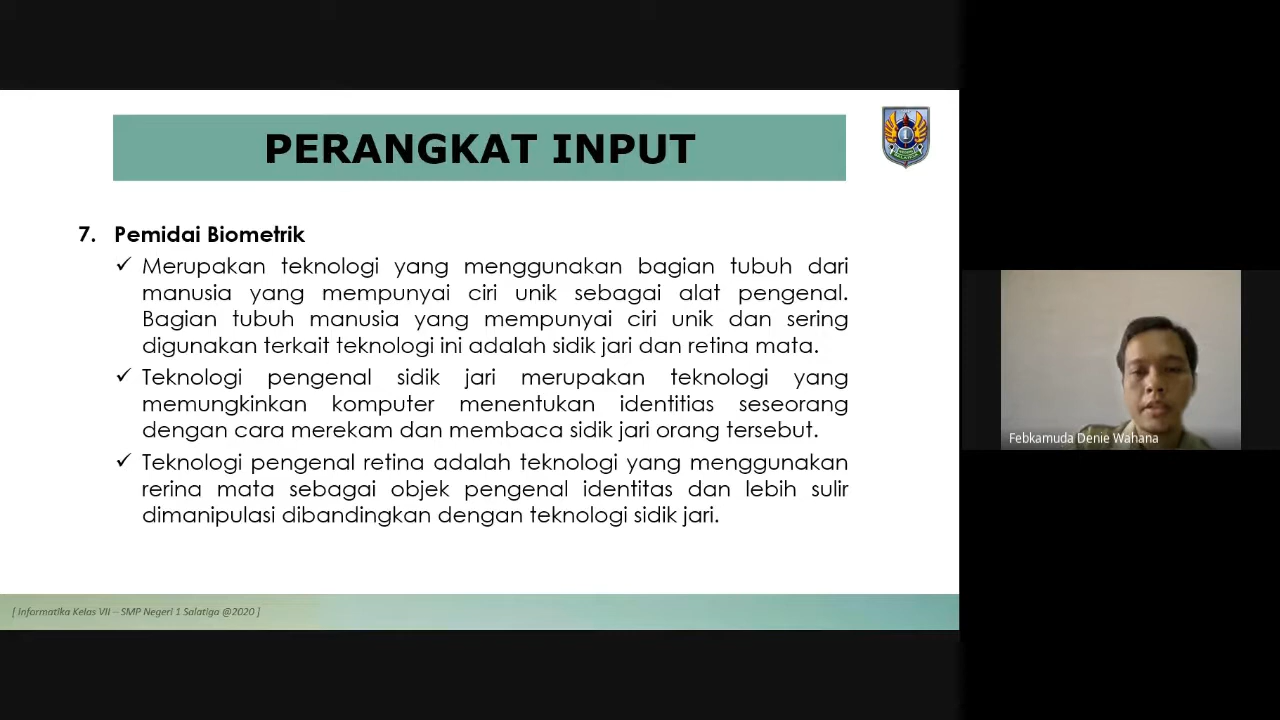 PERANGKAT INPUT
7. Pemidai Biometrik
✓ Merupakan teknologi yang menggunakan bagian tubuh dari
manusia yang mempunyai ciri unik sebagai alat pengenal.
Bagian tubuh manusia yang mempunyai ciri unik dan sering
digunakan terkait teknologi ini adalah sidik jari dan retina mata.
✓ Teknologi pengenal sidik jari merupakan teknologi yang
memungkinkan komputer menentukan identitias seseorang
dengan cara merekam dan membaca sidik jari orang tersebut.
✓ Teknologi pengenal retina adalah teknologi yang menggunakan
rerina mata sebagai objek pengenal identitas dan lebih sulir
dimanipulasi dibandingkan dengan teknologi sidik jari.
[ Informatika Kelas VII – SMP Negeri 1 Salatiga @2020 ]
Febkamuda Denie Wahana